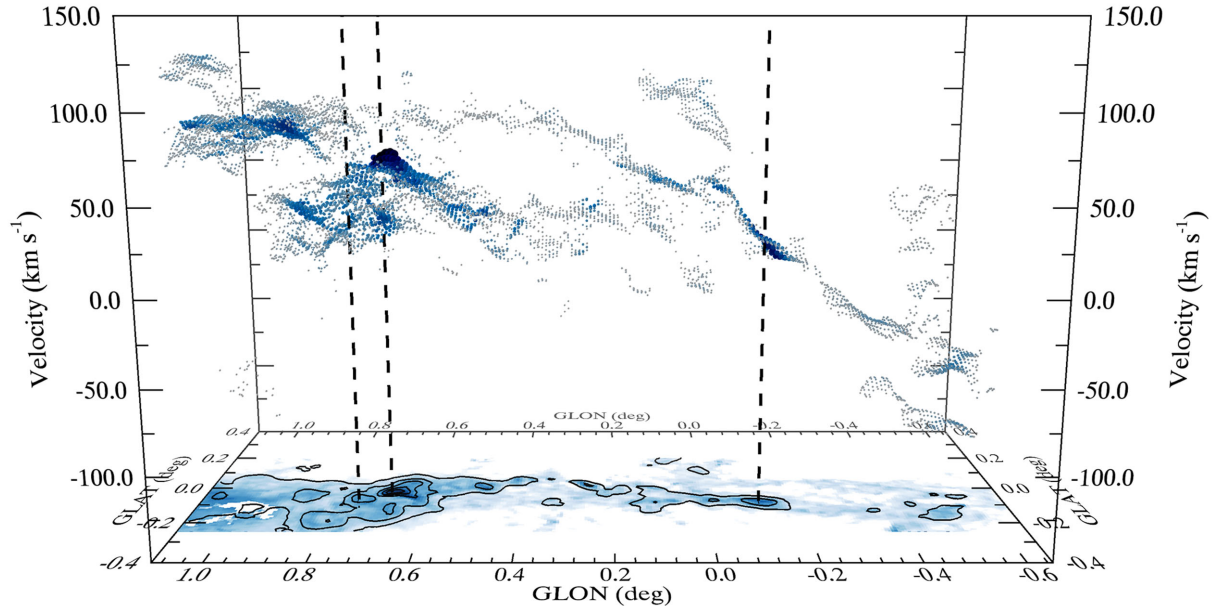 150.0 150.0
100.0 100.0
50.0 50.0
0.0 0.0
-50.0 -50.0
-100.0 -100.0
Velocity (km s⁻¹)
Velocity (km s⁻¹)
GLON (deg)
0.4 1.0 0.8 0.6 0.4 0.2 0.0 -0.2 -0.4
0.2 0.2
0.0 0.0
-0.2
-0.4 -0.4
1.0 0.8 0.6 0.4 0.2 0.0 -0.2 -0.4 -0.6
GLON (deg)